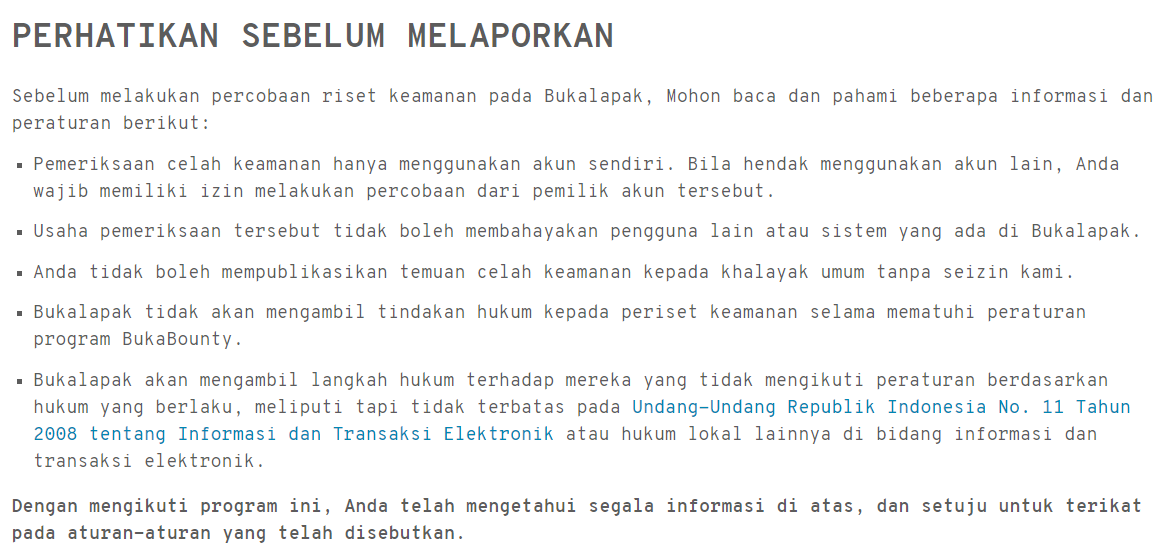 PERHATIKAN SEBELUM MELAPORKAN
Sebelum melakukan percobaan riset keamanan pada Bukalapak, Mohon baca dan pahami beberapa informasi dan
peraturan berikut:
▪ Pemeriksaan celah keamanan hanya menggunakan akun sendiri. Bila hendak menggunakan akun lain, Anda
wajib memiliki izin melakukan percobaan dari pemilik akun tersebut.
▪ Usaha pemeriksaan tersebut tidak boleh membahayakan pengguna lain atau sistem yang ada di Bukalapak.
▪ Anda tidak boleh mempublikasikan temuan celah keamanan kepada khalayak umum tanpa seizin kami.
▪ Bukalapak tidak akan mengambil tindakan hukum kepada periset keamanan selama mematuhi peraturan
program BukaBounty.
▪ Bukalapak akan mengambil langkah hukum terhadap mereka yang tidak mengikuti peraturan berdasarkan
hukum yang berlaku, meliputi tapi tidak terbatas pada Undang-Undang Republik Indonesia No. 11 Tahun
2008 tentang Informasi dan Transaksi Elektronik atau hukum lokal lainnya di bidang informasi dan
transaksi elektronik.
Dengan mengikuti program ini, Anda telah mengetahui segala informasi di atas, dan setuju untuk terikat
pada aturan-aturan yang telah disebutkan.